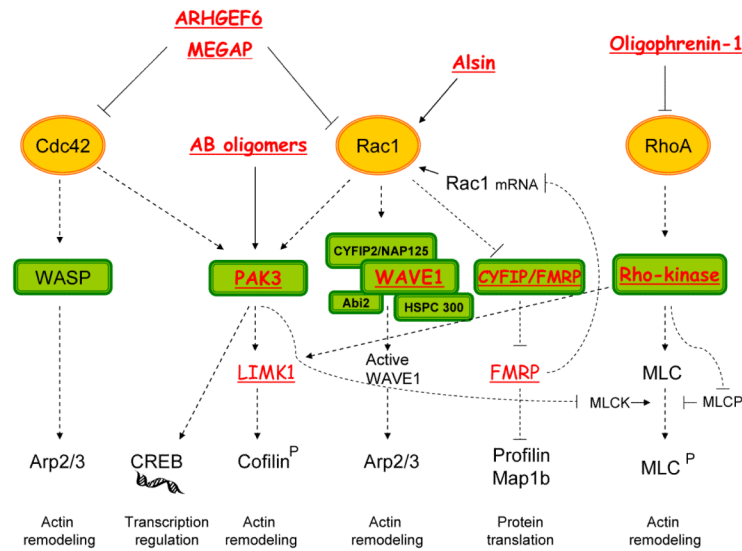 ARHGEF6
MEGAP
Alsin
Oligophrenin-1
Cdc42
AB oligomers
Rac1
RhoA
Rac1 mRNA
CYFIP2/NAP125
WASP
PAK3
WAVE1
CYFIP/FMRP
Rho-kinase
Abi2
HSPC 300
LIMK1
Active
WAVE1
FMRP
MLC
MLCK
MLCP
Arp2/3
CREB
Cofilin P
Arp2/3
Profilin
Map1b
MLC P
Actin
remodeling
Transcription
regulation
Actin
remodeling
Actin
remodeling
Protein
translation
Actin
remodeling